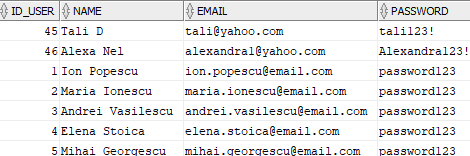 ID_USER NAME EMAIL PASSWORD
45 Tali D tali@yahoo.com tali123!
46 Alexa Nel alexandra1@yahoo.com Alexandra123!
1 Ion Popescu ion.popescu@email.com password123
2 Maria Ionescu maria.ionescu@email.com password123
3 Andrei Vasilescu andrei.vasilescu@email.com password123
4 Elena Stoica elena.stoica@email.com password123
5 Mihai Georgescu mihai.georgescu@email.com password123